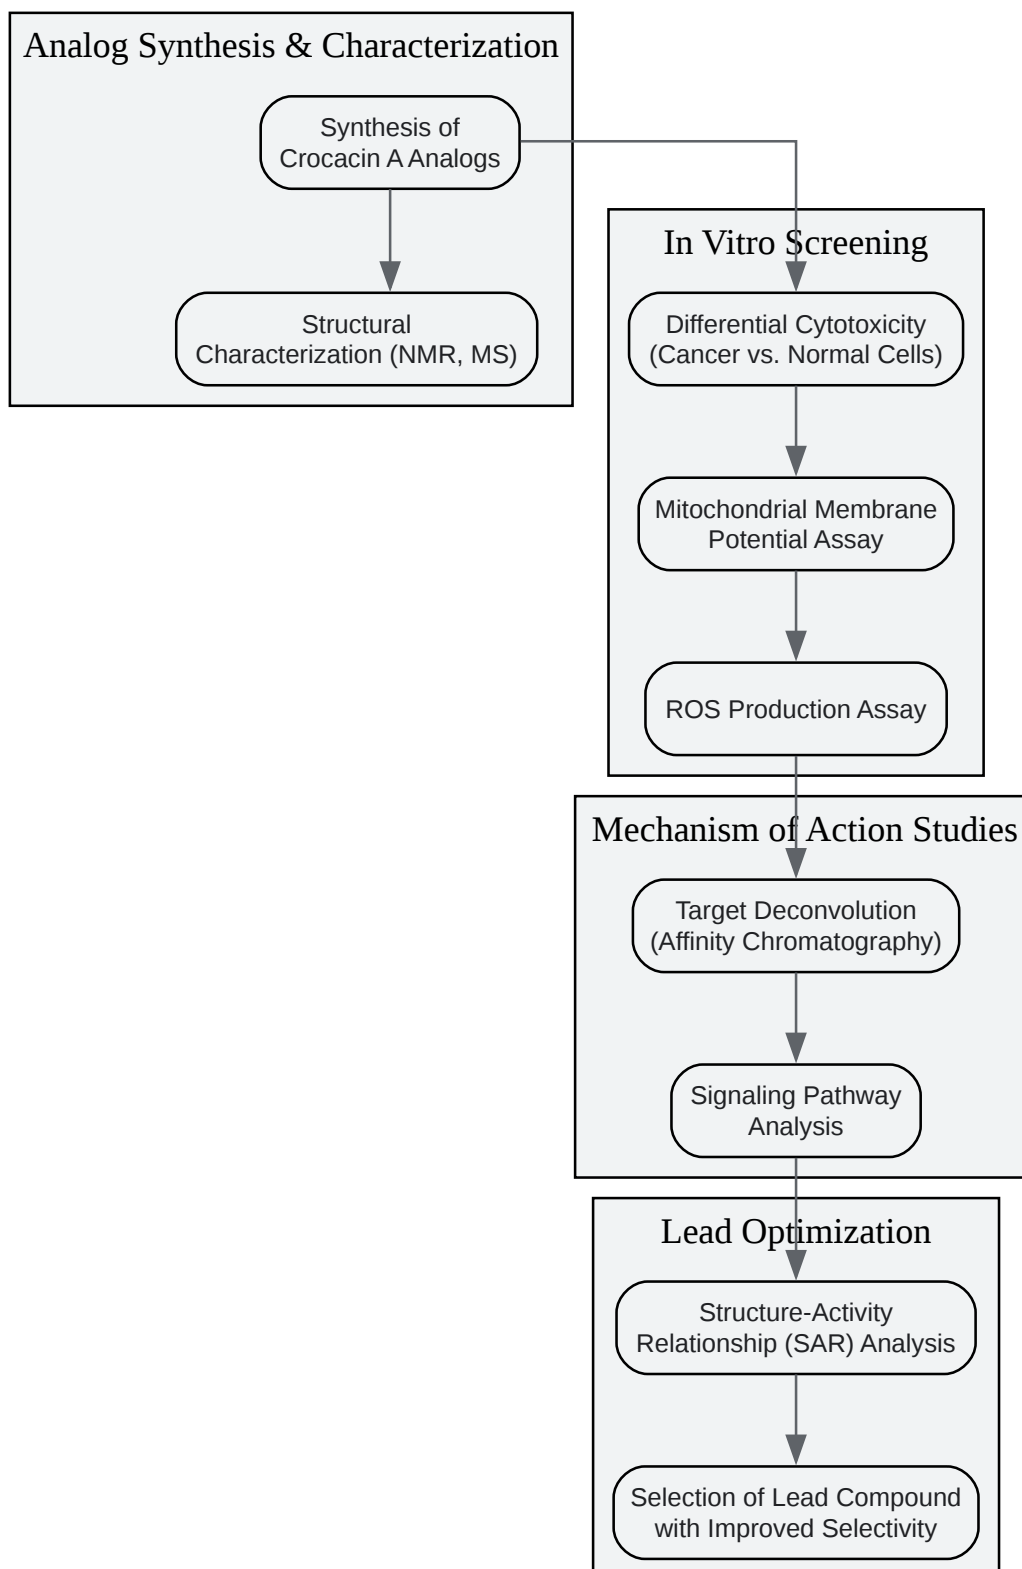 Analog Synthesis & Characterization
Synthesis of
Crocacin A Analogs
Structural
Characterization (NMR, MS)
In Vitro Screening
Differential Cytotoxicity
(Cancer vs. Normal Cells)
Mitochondrial Membrane
Potential Assay
ROS Production Assay
Mechanism of Action Studies
Target Deconvolution
(Affinity Chromatography)
Signaling Pathway
Analysis
Lead Optimization
Structure-Activity
Relationship (SAR) Analysis
Selection of Lead Compound
with Improved Selectivity